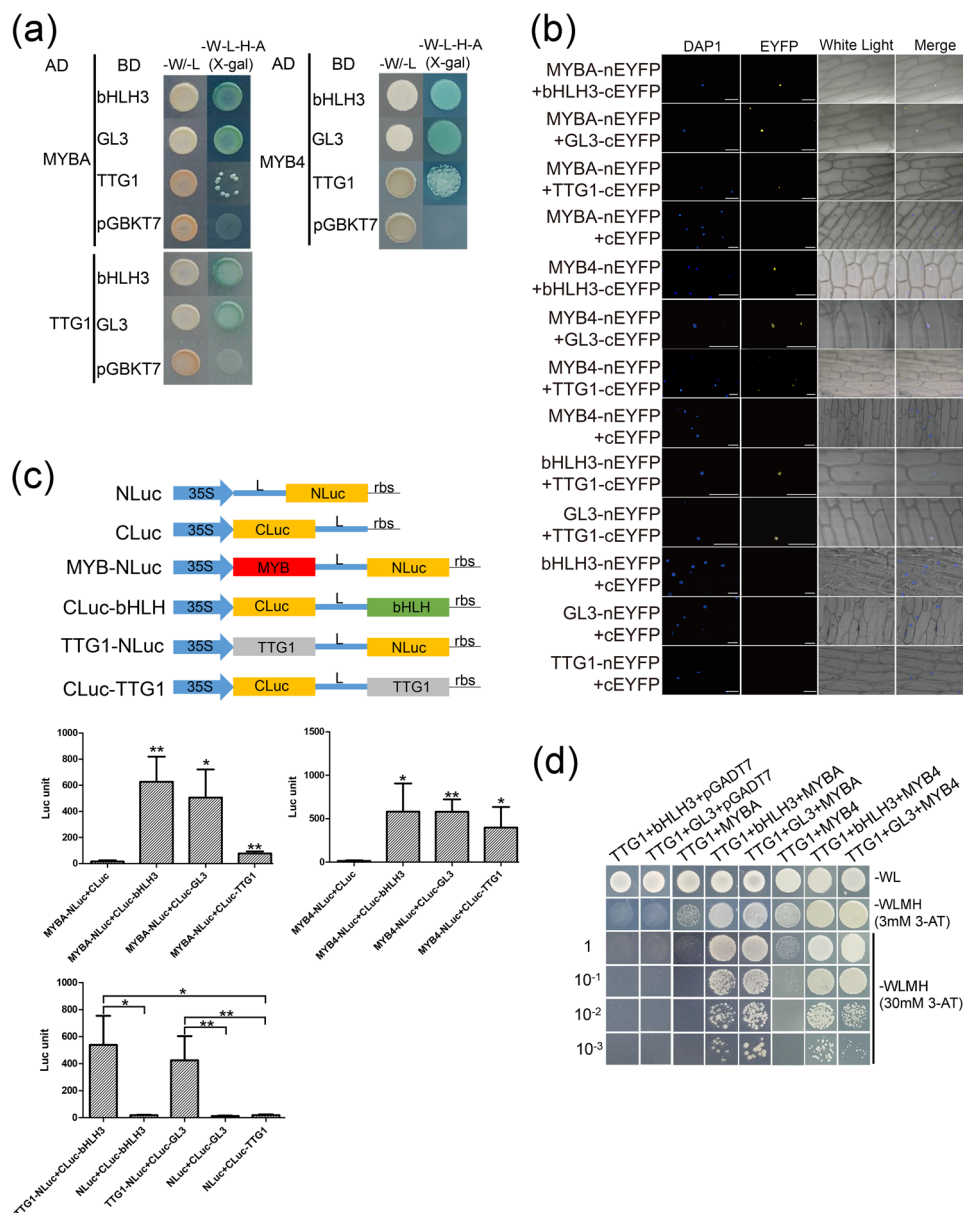 (a)
AD BD -W/-L -W-L-H-A (X-gal)
MYBA
bHLH3
GL3
TTG1
pGBKT7
AD BD -W/-L -W-L-H-A (X-gal)
MYB4
bHLH3
GL3
TTG1
pGBKT7
TTG1
bHLH3
GL3
pGBKT7
(b)
DAP1 EYFP White Light Merge
MYBA-nEYFP
+bHLH3-cEYFP
MYBA-nEYFP
+GL3-cEYFP
MYBA-nEYFP
+TTG1-cEYFP
MYBA-nEYFP
+cEYFP
MYB4-nEYFP
+bHLH3-cEYFP
MYB4-nEYFP
+GL3-cEYFP
MYB4-nEYFP
+TTG1-cEYFP
MYB4-nEYFP
+cEYFP
bHLH3-nEYFP
+TTG1-cEYFP
GL3-nEYFP
+TTG1-cEYFP
bHLH3-nEYFP
+cEYFP
GL3-nEYFP
+cEYFP
TTG1-nEYFP
+cEYFP
(c)
NLuc 35S L NLuc rbs
CLuc 35S CLuc L rbs
MYB-NLuc 35S MYB L NLuc rbs
CLuc-bHLH 35S CLuc L bHLH rbs
TTG1-NLuc 35S TTG1 L NLuc rbs
CLuc-TTG1 35S CLuc L TTG1 rbs
Luc unit
1000
800
600
400
200
0
** * **
MYBA-NLuc+CLuc
MYBA-NLuc+CLuc-bHLH3
MYBA-NLuc+CLuc-GL3
MYBA-NLuc+CLuc-TTG1
Luc unit
1500
1000
500
0
* ** *
MYB4-NLuc+CLuc
MYB4-NLuc+CLuc-bHLH3
MYB4-NLuc+CLuc-GL3
MYB4-NLuc+CLuc-TTG1
Luc unit
1000
800
600
400
200
0
*
* ** **
TTG1-NLuc+CLuc-bHLH3
NLuc+CLuc-bHLH3
TTG1-NLuc+CLuc-GL3
NLuc+CLuc-GL3
NLuc+CLuc-TTG1
(d)
TTG1+bHLH3+pGADT7
TTG1+GL3+pGADT7
TTG1+MYBA
TTG1+bHLH3+MYBA
TTG1+GL3+MYBA
TTG1+MYB4
TTG1+bHLH3+MYB4
TTG1+GL3+MYB4
-WL
-WLMH
(3mM 3-AT)
1
10-1
10-2
10-3
-WLMH
(30mM 3-AT)